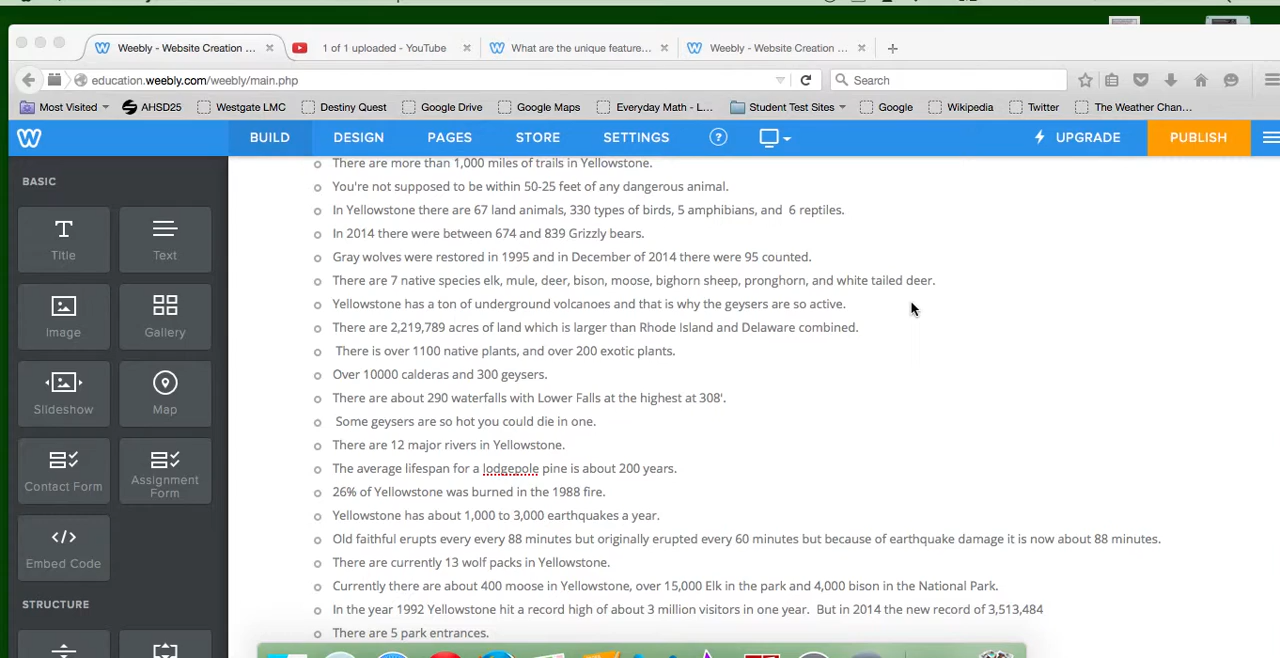 Weebly - Website Creation ...
1 of 1 uploaded - YouTube
What are the unique feature...
Weebly - Website Creation ...
education.weebly.com/weebly/main.php
Search
Most Visited
AHSD25
Westgate LMC
Destiny Quest
Google Drive
Google Maps
Everyday Math - L...
Student Test Sites
Google
Wikipedia
Twitter
The Weather Chan...
BUILD
DESIGN
PAGES
STORE
SETTINGS
UPGRADE
PUBLISH
BASIC
Title
Text
Image
Gallery
Slideshow
Map
Contact Form
Assignment
Form
Embed Code
STRUCTURE
There are more than 1,000 miles of trails in Yellowstone.
You're not supposed to be within 50-25 feet of any dangerous animal.
In Yellowstone there are 67 land animals, 330 types of birds, 5 amphibians, and  6 reptiles.
In 2014 there were between 674 and 839 Grizzly bears.
Gray wolves were restored in 1995 and in December of 2014 there were 95 counted.
There are 7 native species elk, mule, deer, bison, moose, bighorn sheep, pronghorn, and white tailed deer.
Yellowstone has a ton of underground volcanoes and that is why the geysers are so active.
There are 2,219,789 acres of land which is larger than Rhode Island and Delaware combined.
There is over 1100 native plants, and over 200 exotic plants.
Over 10000 calderas and 300 geysers.
There are about 290 waterfalls with Lower Falls at the highest at 308'.
Some geysers are so hot you could die in one.
There are 12 major rivers in Yellowstone.
The average lifespan for a lodgepole pine is about 200 years.
26% of Yellowstone was burned in the 1988 fire.
Yellowstone has about 1,000 to 3,000 earthquakes a year.
Old faithful erupts every every 88 minutes but originally erupted every 60 minutes but because of earthquake damage it is now about 88 minutes.
There are currently 13 wolf packs in Yellowstone.
Currently there are about 400 moose in Yellowstone, over 15,000 Elk in the park and 4,000 bison in the National Park.
In the year 1992 Yellowstone hit a record high of about 3 million visitors in one year.  But in 2014 the new record of 3,513,484
There are 5 park entrances.